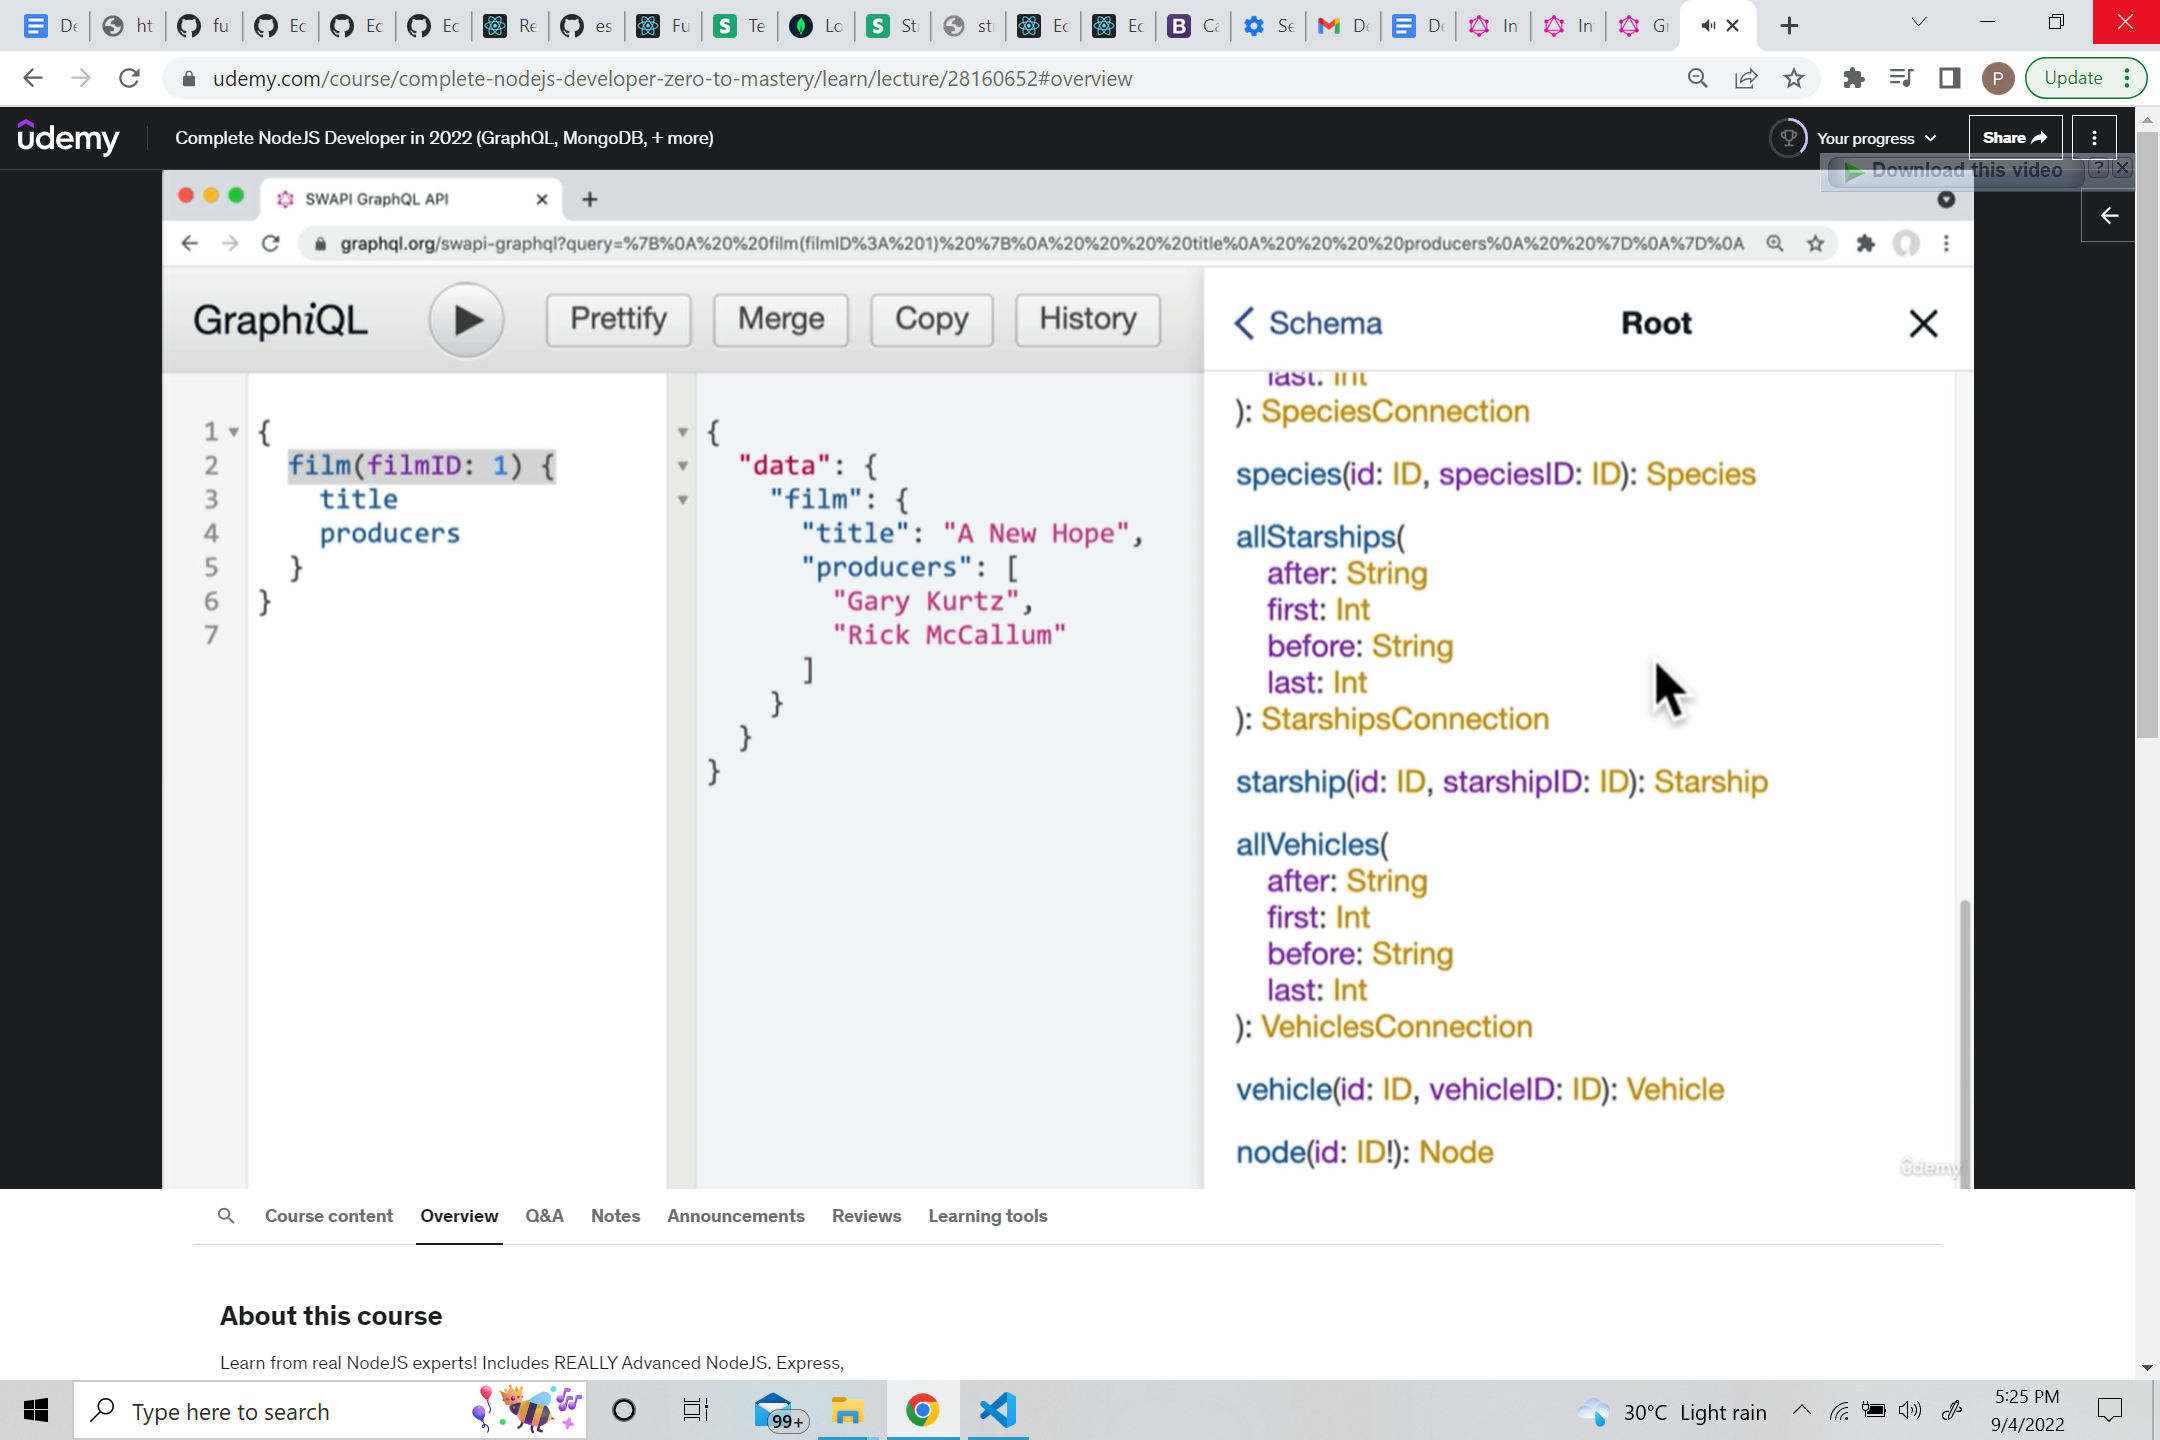 De
ht
fu
Ec
Ec
Ec
Re
es
Fu
Te
Lo
St
st
Ec
Ec
Ca
Se
De
De
In
In
Gr
udemy.com/course/complete-nodejs-developer-zero-to-mastery/learn/lecture/28160652#overview
P
Update
ûdemy
Complete NodeJS Developer in 2022 (GraphQL, MongoDB, + more)
Your progress
Share
Download this video
?
SWAPI GraphQL API
graphql.org/swapi-graphql?query=%7B%0A%20%20film(filmID%3A%201)%20%7B%0A%20%20%20%20title%0A%20%20%20%20producers%0A%20%20%7D%0A%7D%0A
GraphiQL
Prettify
Merge
Copy
History
Schema
Root
1 {
2 film(filmID: 1) {
3 title
4 producers
5 }
6 }
7
{
"data": {
"film": {
"title": "A New Hope",
"producers": [
"Gary Kurtz",
"Rick McCallum"
]
}
}
}
last: Int
): SpeciesConnection
species(id: ID, speciesID: ID): Species
allStarships(
after: String
first: Int
before: String
last: Int
): StarshipsConnection
starship(id: ID, starshipID: ID): Starship
allVehicles(
after: String
first: Int
before: String
last: Int
): VehiclesConnection
vehicle(id: ID, vehicleID: ID): Vehicle
node(id: ID!): Node
ûdemy
Course content
Overview
Q&A
Notes
Announcements
Reviews
Learning tools
About this course
Learn from real NodeJS experts! Includes REALLY Advanced NodeJS. Express,
Type here to search
99+
30°C Light rain
5:25 PM
9/4/2022